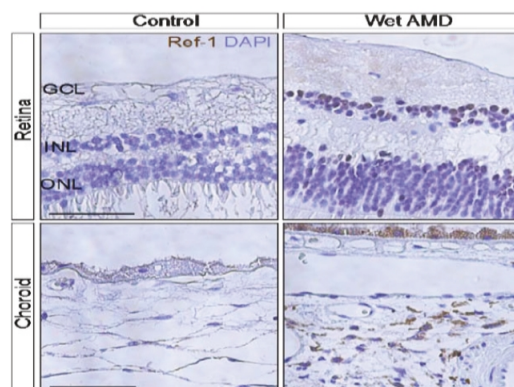 Control
Wet AMD
Retina
Ref-1 DAPI
GCL
INL
ONL
Choroid